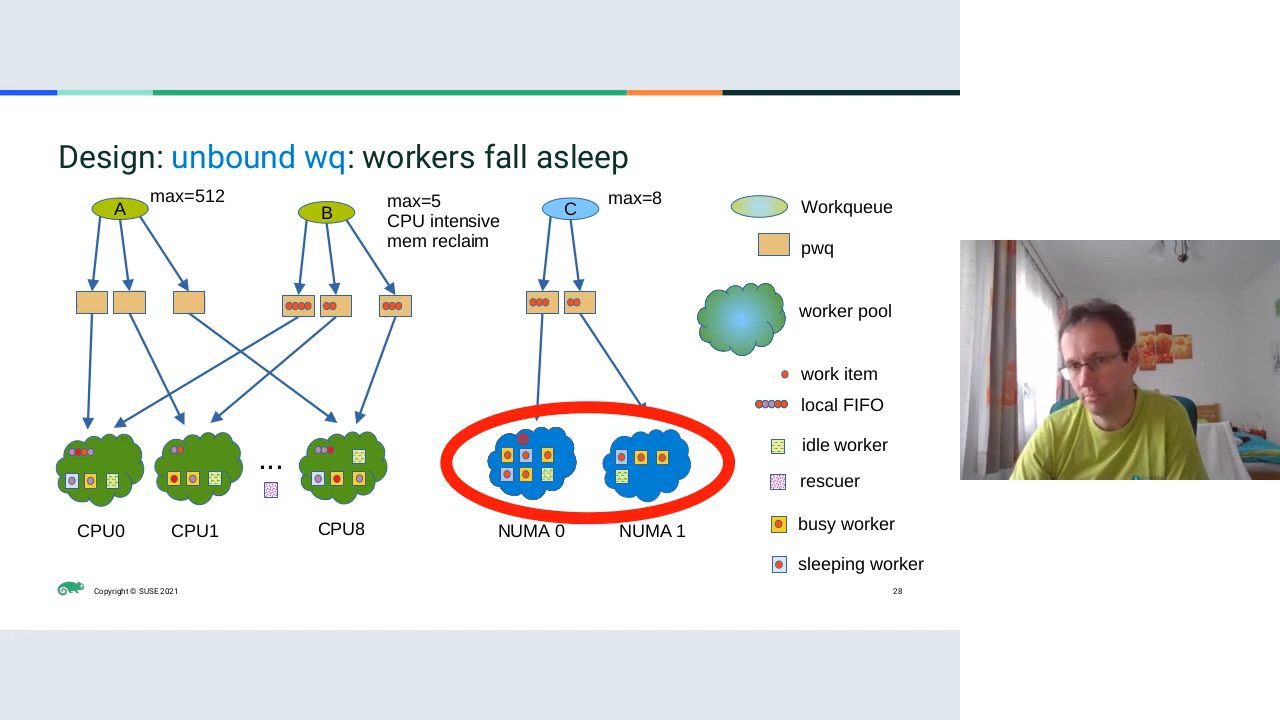 Design: unbound wq: workers fall asleep
A
max=512
B
max=5
CPU intensive
mem reclaim
C
max=8
Workqueue
pwq
worker pool
work item
local FIFO
idle worker
rescuer
busy worker
sleeping worker
...
CPU0
CPU1
CPU8
NUMA 0
NUMA 1
Copyright © SUSE 2021
28